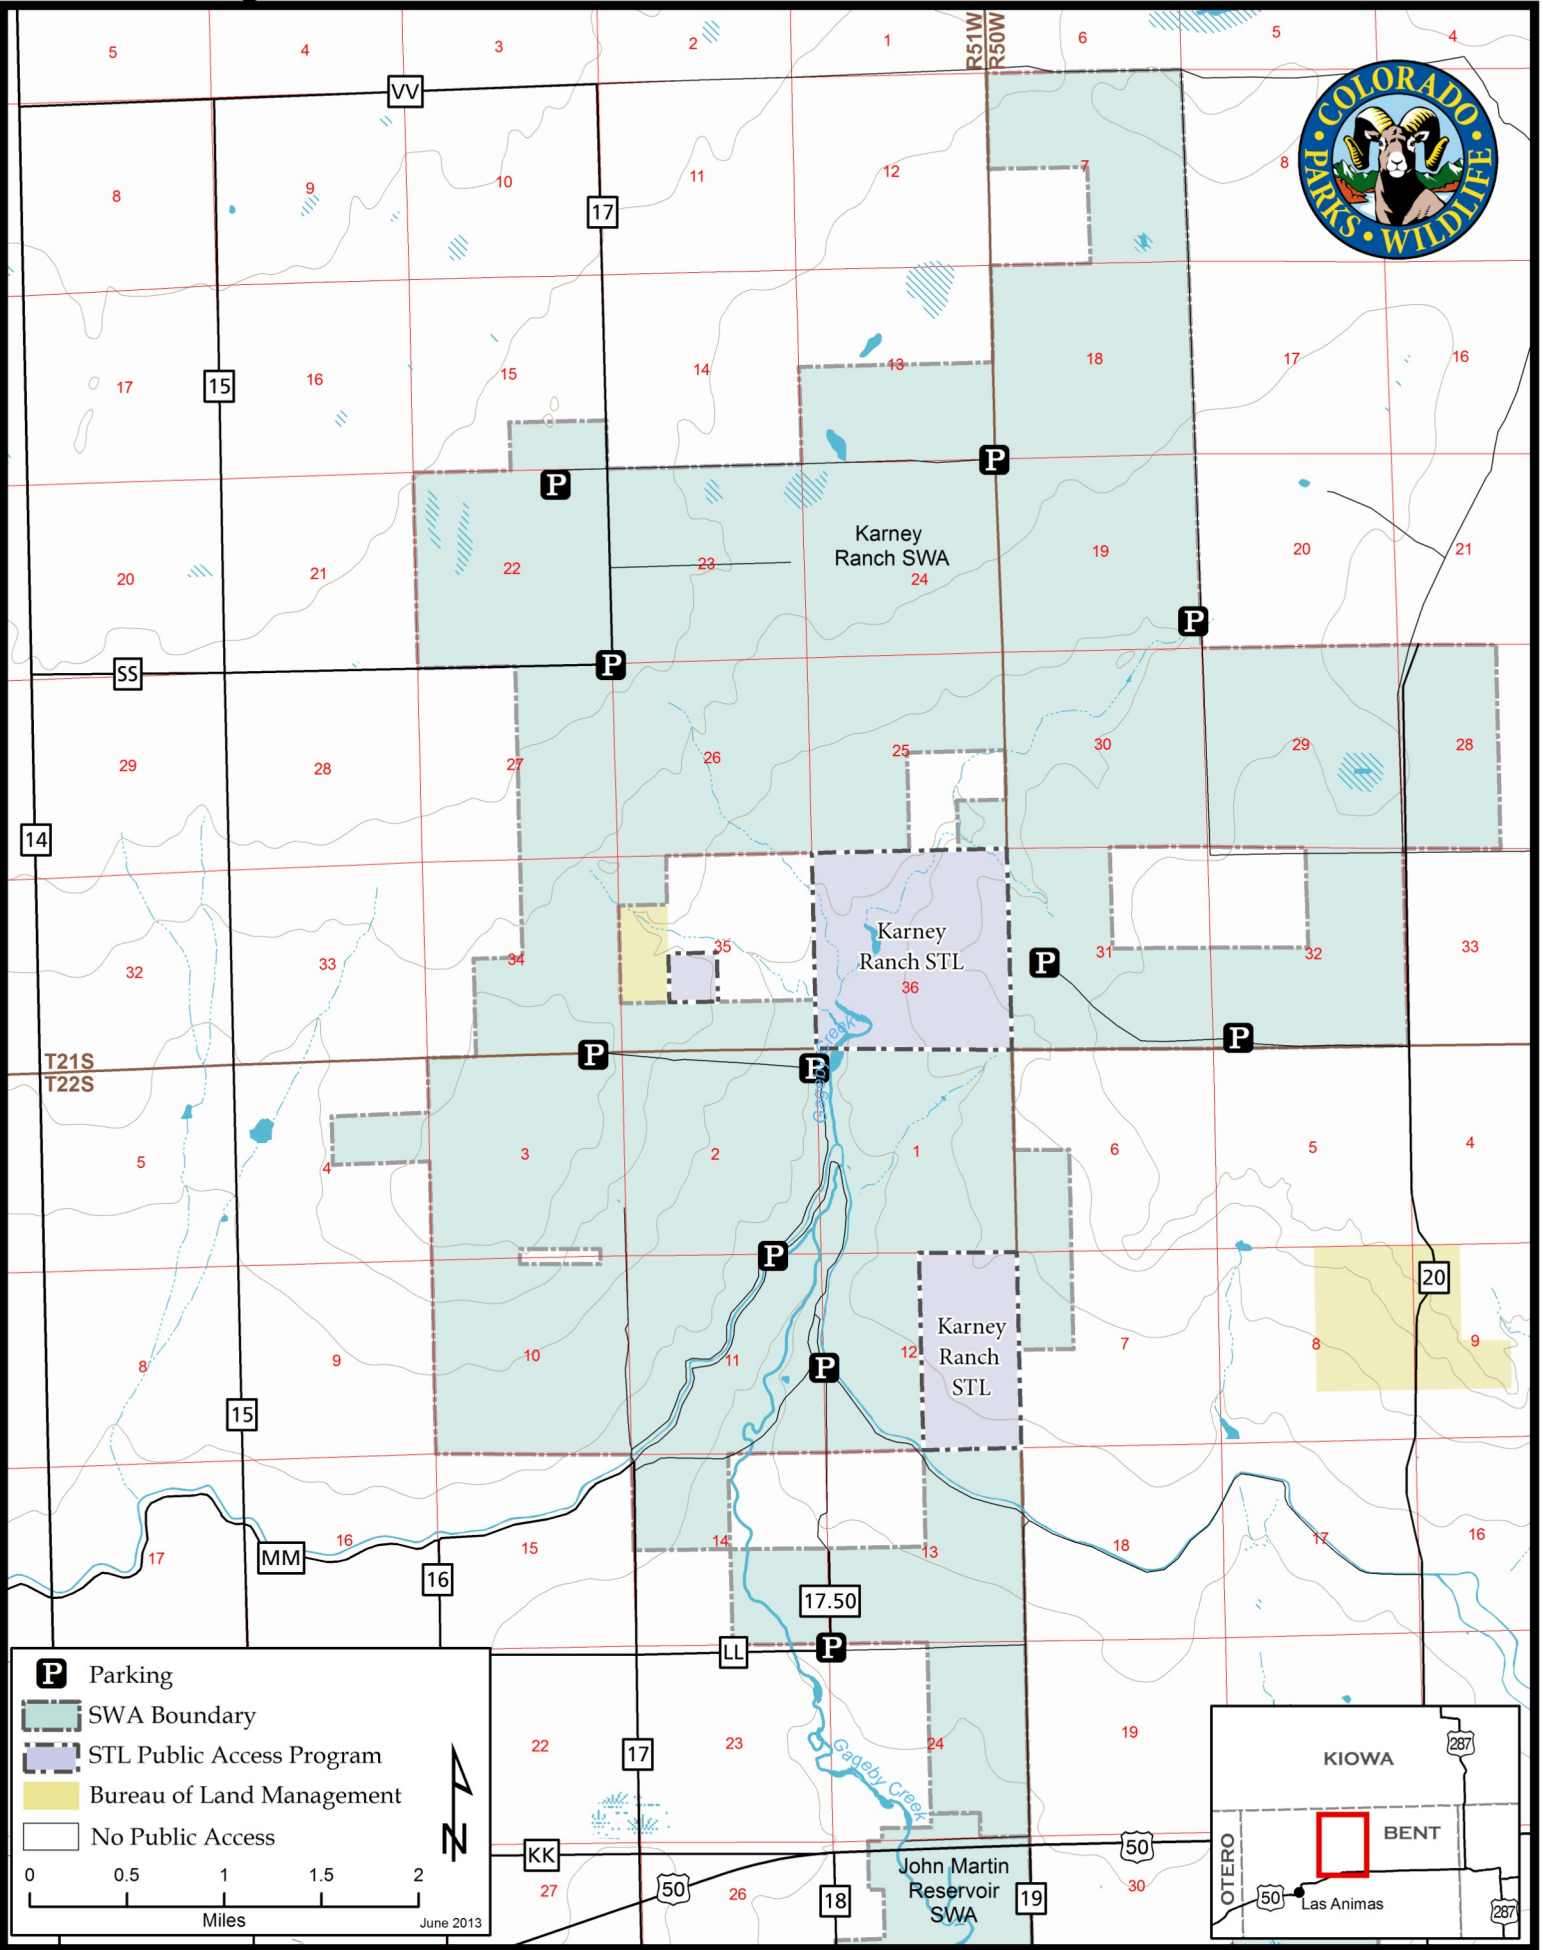 R51W
R50W
5
4
3
2
1
6
5
4
VV
COLORADO
PARKS • WILDLIFE
8
9
10
11
12
7
8
17
17
15
16
15
14
13
18
17
16
P
P
Karney
Ranch SWA
20
21
22
23
24
19
20
21
P
SS
P
29
28
27
26
25
30
29
28
14
Karney
Ranch STL
32
33
34
35
36
31
32
33
P
P
P
P
T21S
T22S
Gageby Creek
5
4
3
2
1
6
5
4
P
20
8
9
10
11
12
7
8
9
P
Karney
Ranch
STL
15
17
MM
16
15
14
13
18
17
16
16
17.50
LL
P
22
17
23
24
19
Gageby Creek
KK
50
50
27
26
18
John Martin
Reservoir
SWA
19
30
P Parking
SWA Boundary
STL Public Access Program
Bureau of Land Management
No Public Access
N
0 0.5 1 1.5 2
Miles
June 2013
KIOWA
287
BENT
OTERO
50
Las Animas
287